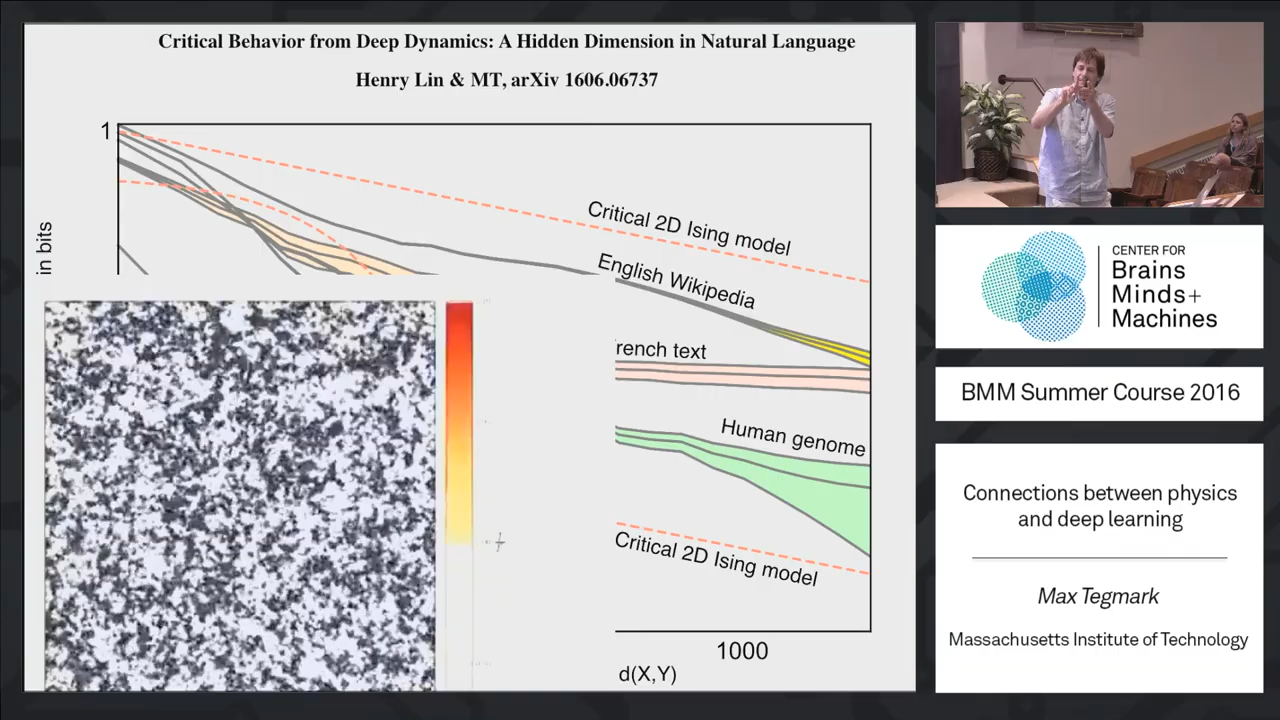 Critical Behavior from Deep Dynamics: A Hidden Dimension in Natural Language
Henry Lin & MT, arXiv 1606.06737
1
in bits
Critical 2D Ising model
English Wikipedia
rench text
Human genome
Critical 2D Ising model
1000
d(X,Y)
CENTER FOR
Brains
Minds+
Machines
BMM Summer Course 2016
Connections between physics
and deep learning
Max Tegmark
Massachusetts Institute of Technology